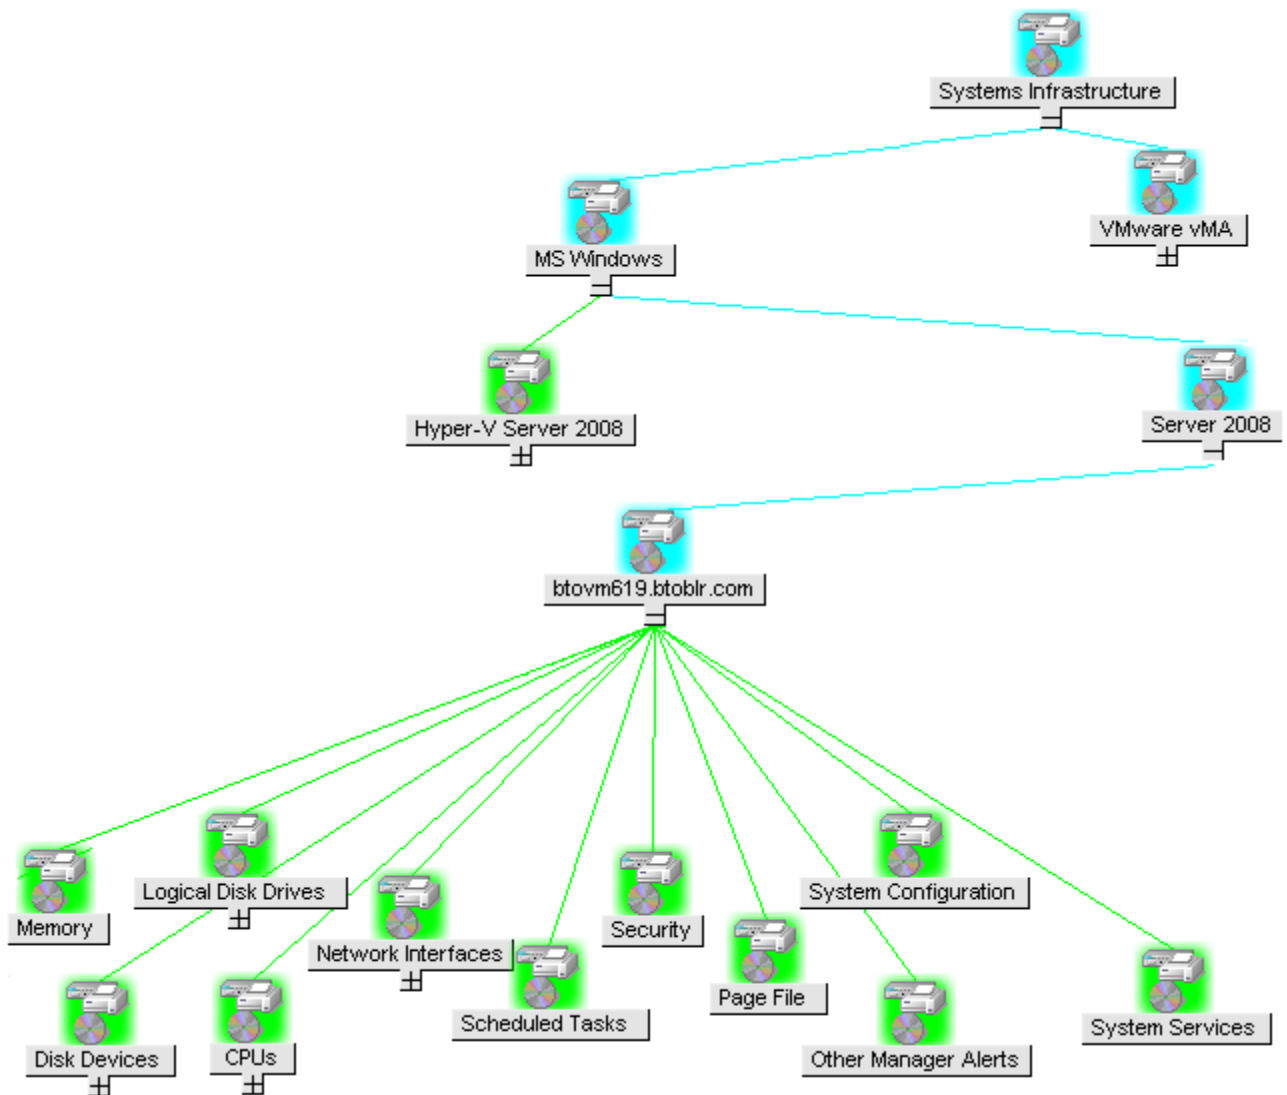 Systems Infrastructure
VMware vMA
MS Windows
Hyper-V Server 2008
Server 2008
btovm619.btoblr.com
Memory
Logical Disk Drives
Network Interfaces
Security
System Configuration
Disk Devices
CPUs
Scheduled Tasks
Page File
Other Manager Alerts
System Services